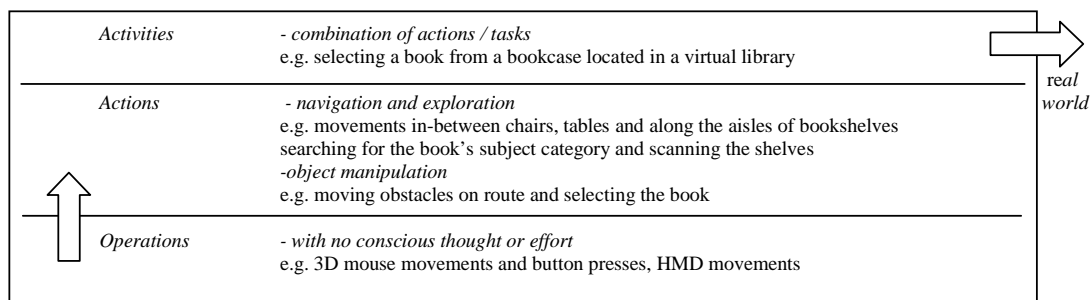 Activities - combination of actions / tasks
e.g. selecting a book from a bookcase located in a virtual library
real
world
Actions - navigation and exploration
e.g. movements in-between chairs, tables and along the aisles of bookshelves
searching for the book's subject category and scanning the shelves
-object manipulation
e.g. moving obstacles on route and selecting the book
Operations - with no conscious thought or effort
e.g. 3D mouse movements and button presses, HMD movements